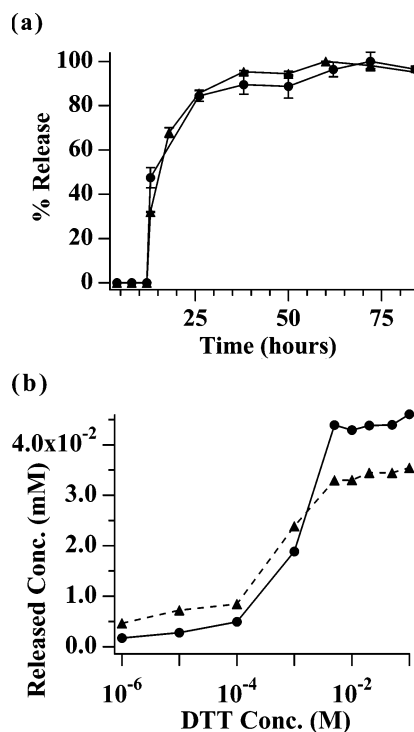 (a)
100
80
60
40
20
0
% Release
25
50
75
Time (hours)
(b)
4.0x10⁻²
3.0
2.0
1.0
0.0
Released Conc. (mM)
10⁻⁶
10⁻⁴
10⁻²
DTT Conc. (M)